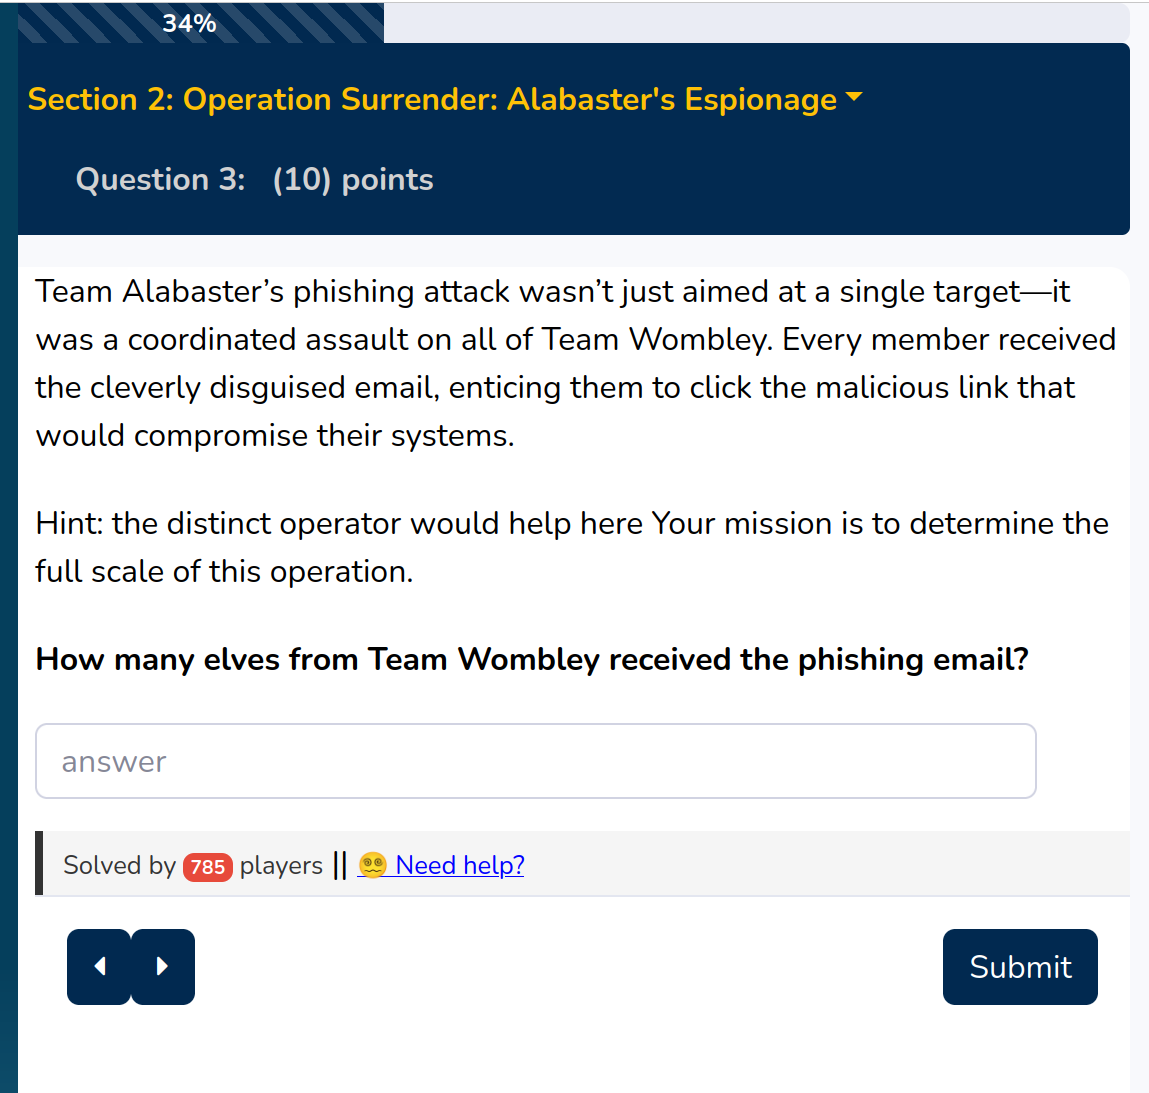 34%
Section 2: Operation Surrender: Alabaster's Espionage
Question 3: (10) points
Team Alabaster’s phishing attack wasn’t just aimed at a single target—it
was a coordinated assault on all of Team Wombley. Every member received
the cleverly disguised email, enticing them to click the malicious link that
would compromise their systems.
Hint: the distinct operator would help here Your mission is to determine the
full scale of this operation.
How many elves from Team Wombley received the phishing email?
answer
Solved by 785 players || Need help?
Submit